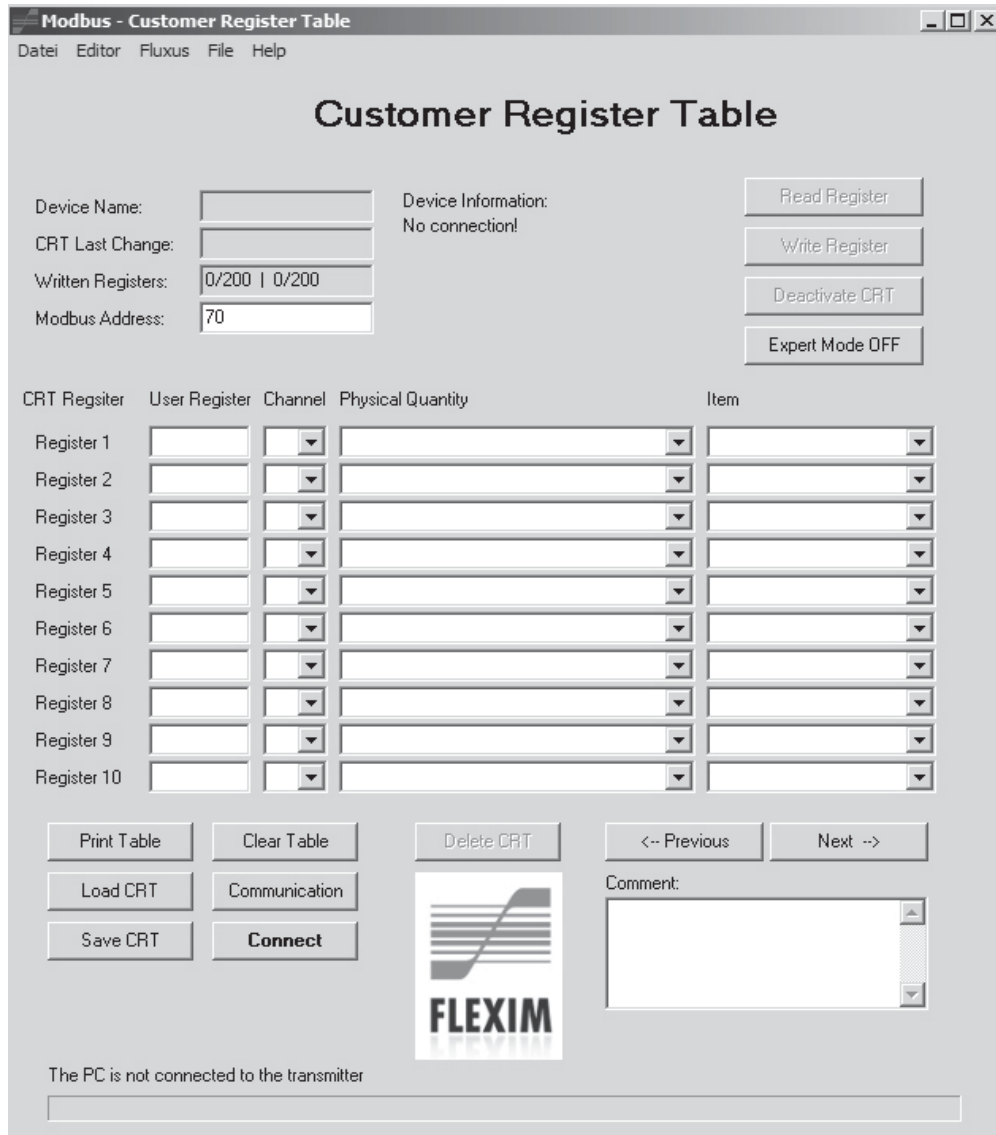 Modbus - Customer Register Table
Datei Editor Fluxus File Help
Customer Register Table
Device Name:
CRT Last Change:
Written Registers: 0/200 | 0/200
Modbus Address: 70
Device Information:
No connection!
Read Register
Write Register
Deactivate CRT
Expert Mode OFF
CRT Regsiter User Register Channel Physical Quantity Item
Register 1
Register 2
Register 3
Register 4
Register 5
Register 6
Register 7
Register 8
Register 9
Register 10
Print Table Clear Table Delete CRT <-- Previous Next -->
Load CRT Communication
Save CRT Connect
Comment:
FLEXIM
The PC is not connected to the transmitter